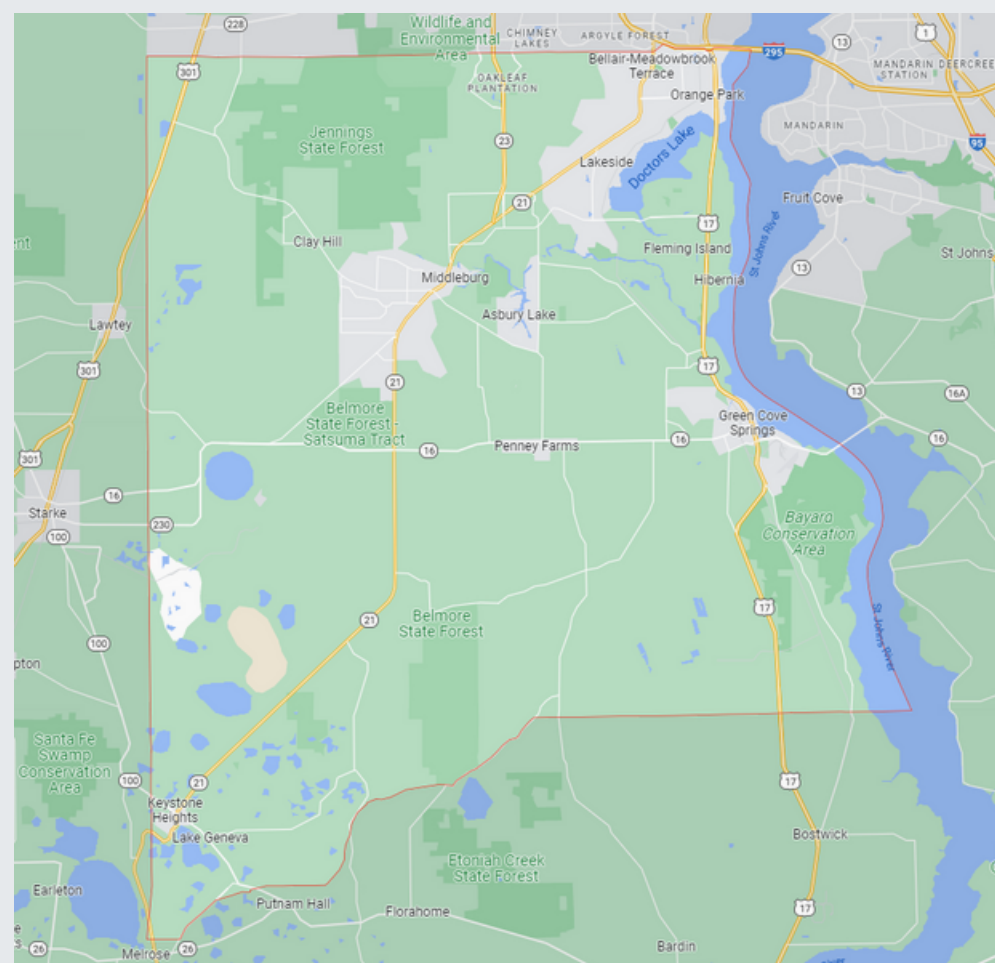 228
Wildlife and
Environmental
Area
CHIMNEY
LAKES
ARGYLE FOREST
13
1
295
MANDARIN
STATION
DEERCREE
301
Bellair-Meadowbrook
Terrace
OAKLEAF
PLANTATION
Orange Park
Jennings
State Forest
23
MANDARIN
95
Lakeside
Doctors Lake
21
Fruit Cove
17
St Johns River
Clay Hill
Fleming Island
St Johns
ent
13
Middleburg
Hibernia
Asbury Lake
Lawtey
301
17
21
13
16A
Belmore
State Forest -
Satsuma Tract
Green Cove
Springs
16
Penney Farms
16
16
301
16
Starke
230
100
Bayard
Conservation
Area
17
21
Belmore
State Forest
St Johns River
100
pton
Santa Fe
Swamp
Conservation
Area
100
21
17
Keystone
Heights
Lake Geneva
Bostwick
Etoniah Creek
State Forest
Earleton
Putnam Hall
Florahome
17
26
Melrose
26
Bardin